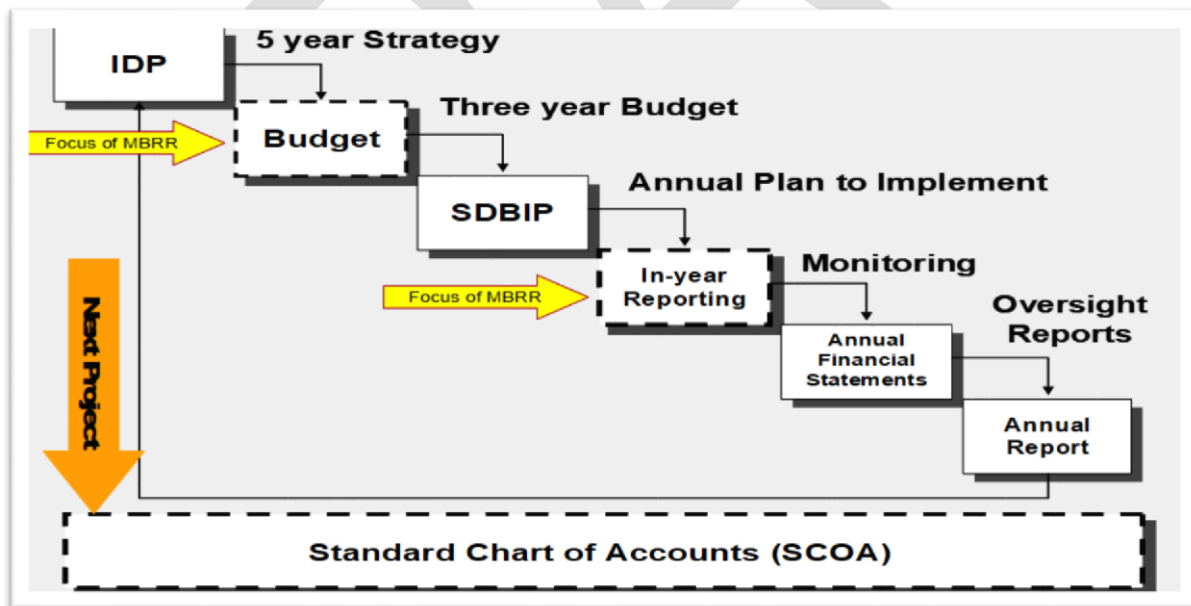 5 year Strategy
IDP
Three year Budget
Budget
Focus of MBRR
Annual Plan to Implement
SDBIP
Monitoring
In-year
Reporting
Focus of MBRR
Oversight
Reports
Annual
Financial
Statements
Annual
Report
Next Project
Standard Chart of Accounts (SCOA)